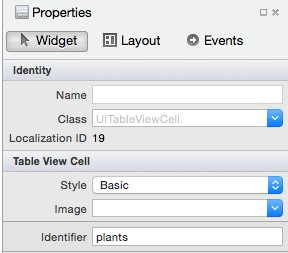 Properties
Widget Layout Events
Identity
Name
Class UITableViewCell
Localization ID 19
Table View Cell
Style Basic
Image
Identifier plants